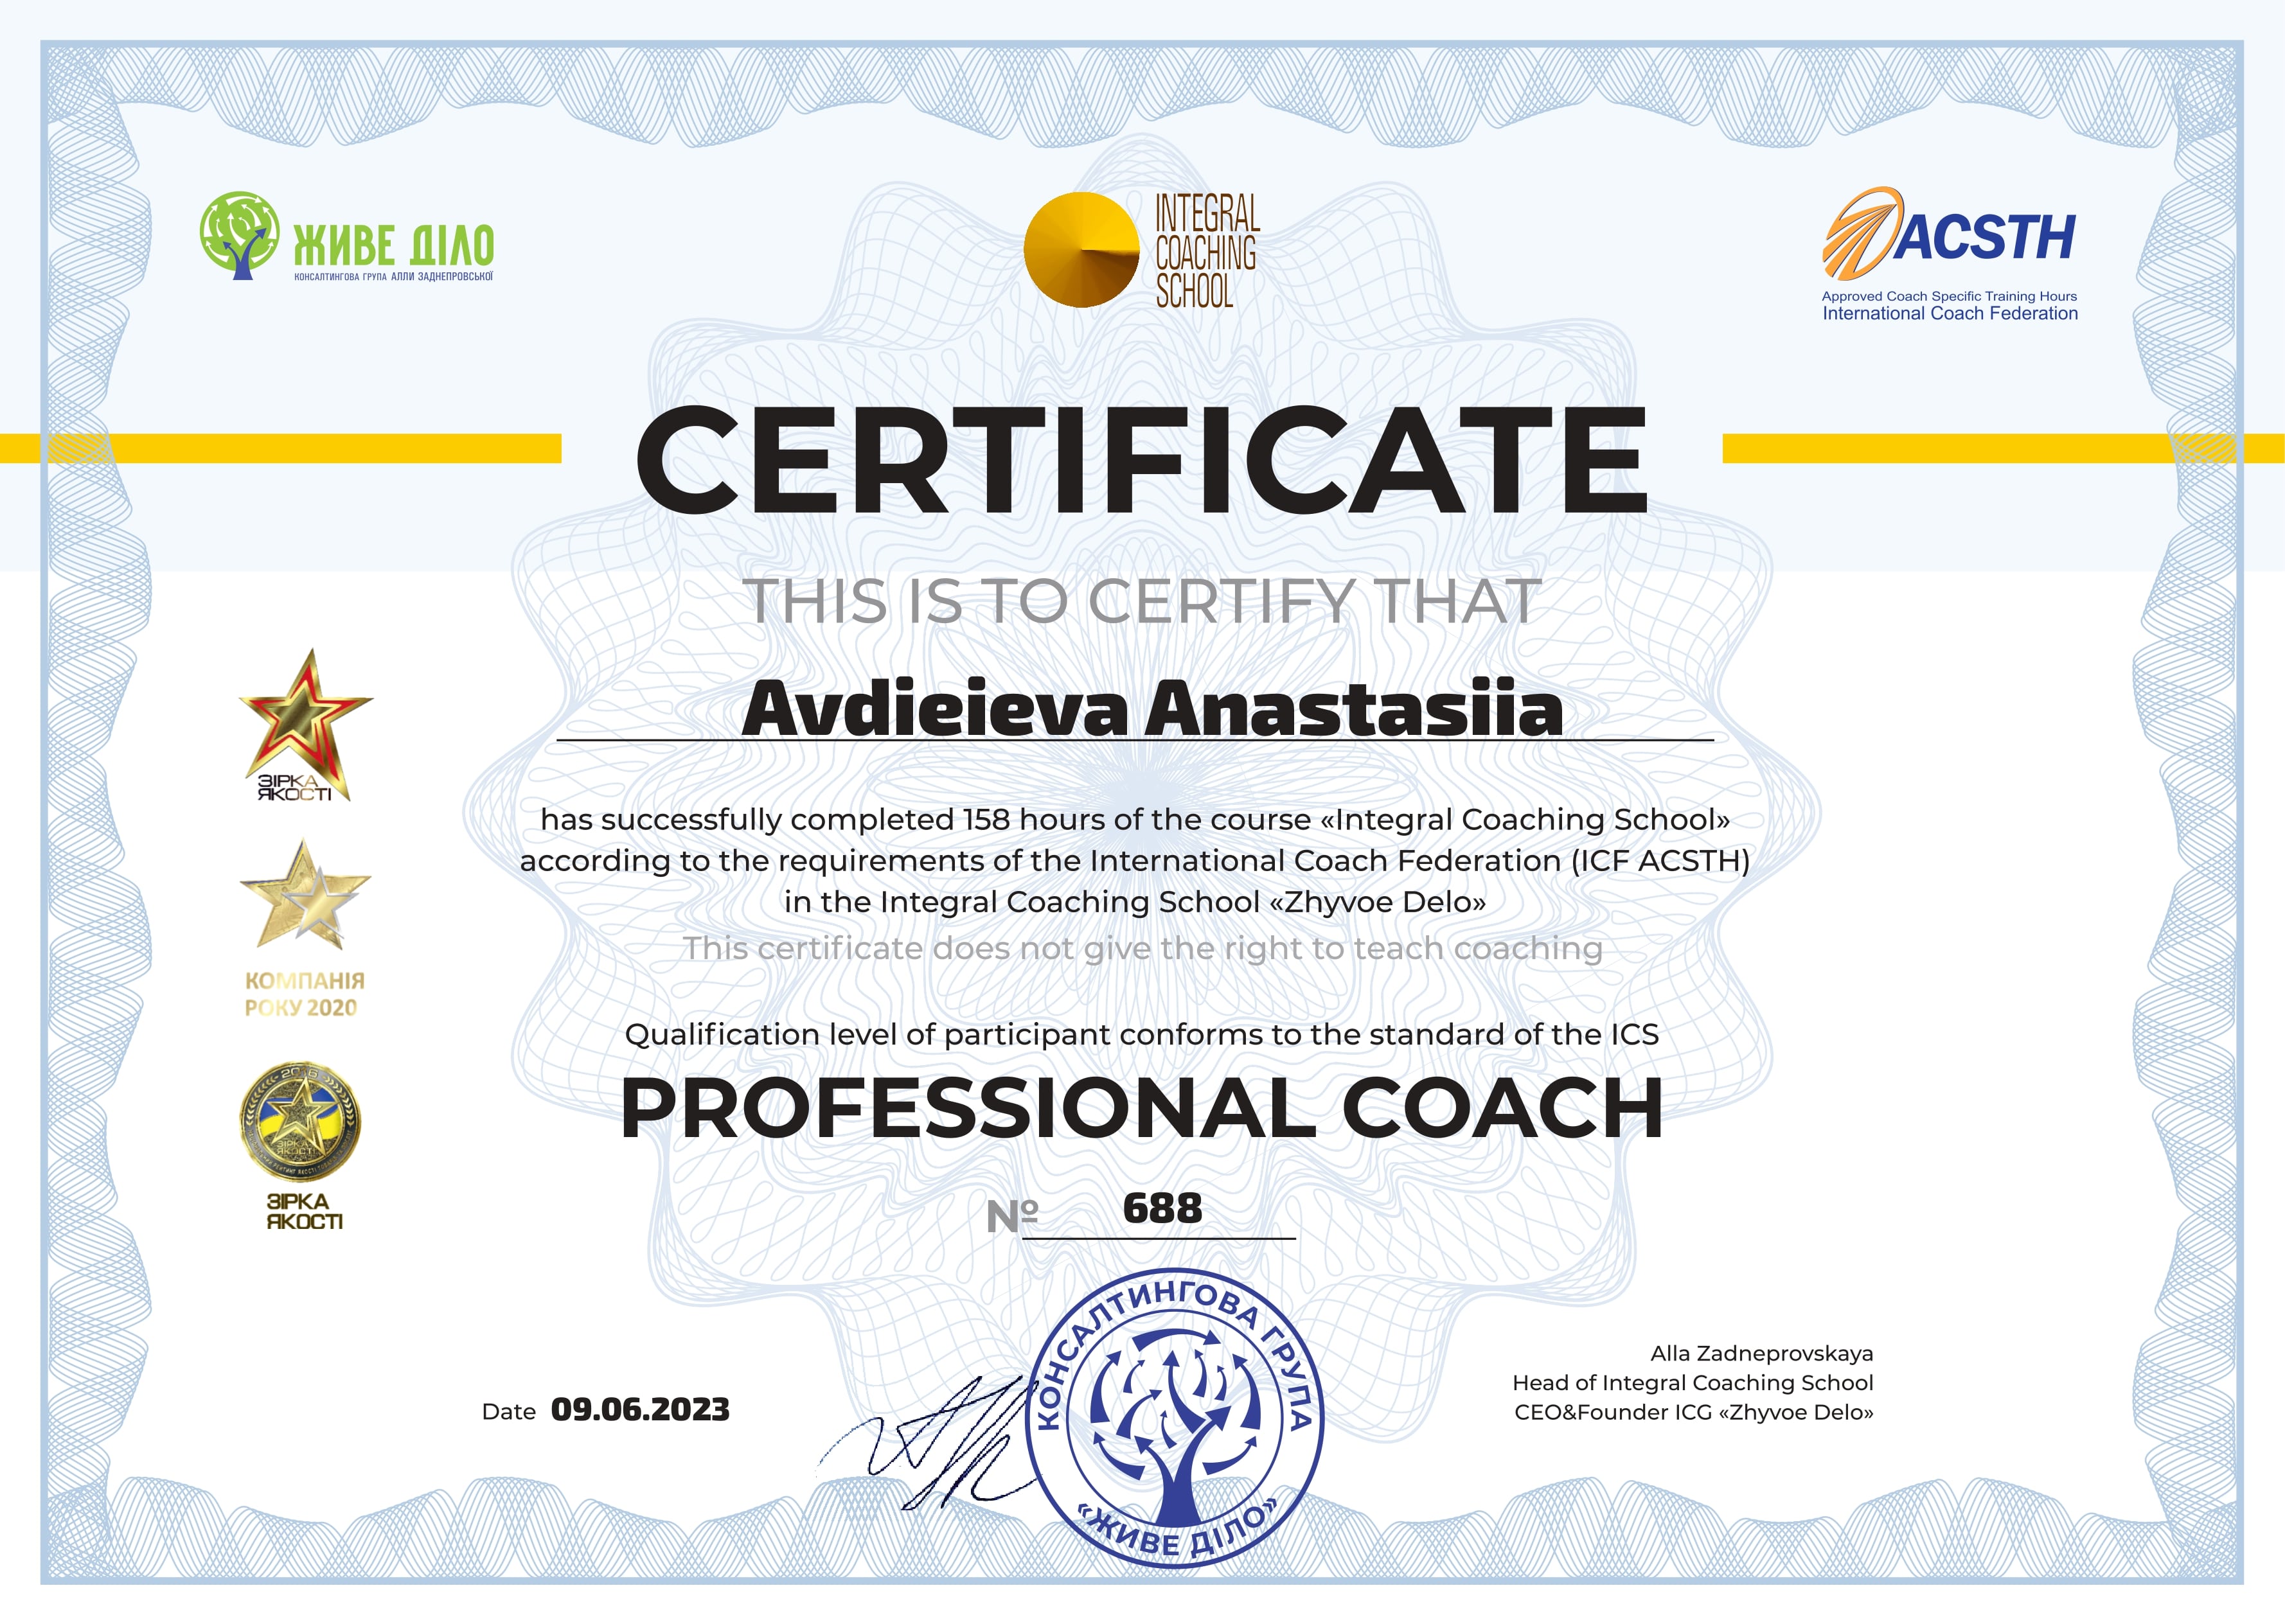 ЖИВЕ ДІЛО
КОНСАЛТИНГОВА ГРУПА АЛЛИ ЗАДНЕПРОВСЬКОЇ
INTEGRAL
COACHING
SCHOOL
ACSTH
Approved Coach Specific Training Hours
International Coach Federation
CERTIFICATE
THIS IS TO CERTIFY THAT
Avdieieva Anastasiia
has successfully completed 158 hours of the course «Integral Coaching School»
according to the requirements of the International Coach Federation (ICF ACSTH)
in the Integral Coaching School «Zhyvoe Delo»
This certificate does not give the right to teach coaching
Qualification level of participant conforms to the standard of the ICS
PROFESSIONAL COACH
№ 688
ЗІРКА
ЯКОСТІ
КОМПАНІЯ
РОКУ 2020
ЗІРКА
ЯКОСТІ
ЗІРКА
ЯКОСТІ
Date 09.06.2023
КОНСАЛТИНГОВА ГРУПА
«ЖИВЕ ДІЛО»
Alla Zadneprovskaya
Head of Integral Coaching School
CEO&Founder ICG «Zhyvoe Delo»